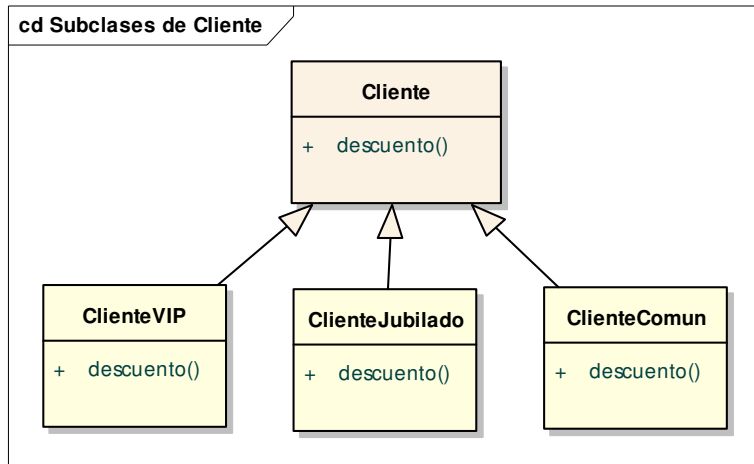 cd Subclases de Cliente
Cliente
+ descuento()
ClienteVIP
+ descuento()
ClienteJubilado
+ descuento()
ClienteComun
+ descuento()